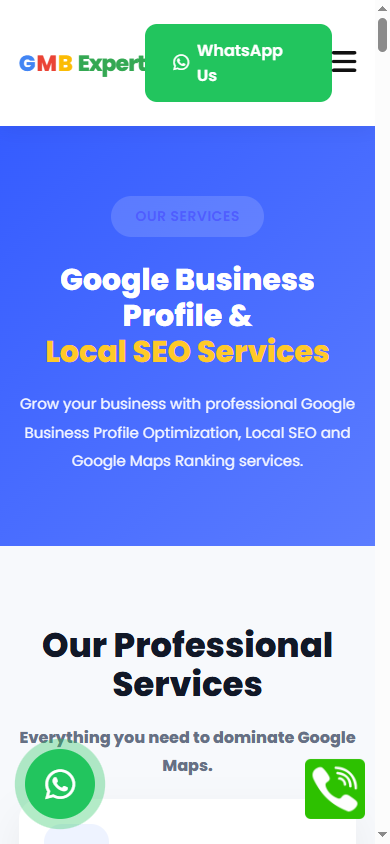 GMB Expert
WhatsApp
Us
OUR SERVICES
Google Business
Profile &
Local SEO Services
Grow your business with professional Google
Business Profile Optimization, Local SEO and
Google Maps Ranking services.
Our Professional
Services
Everything you need to dominate Google
Maps.